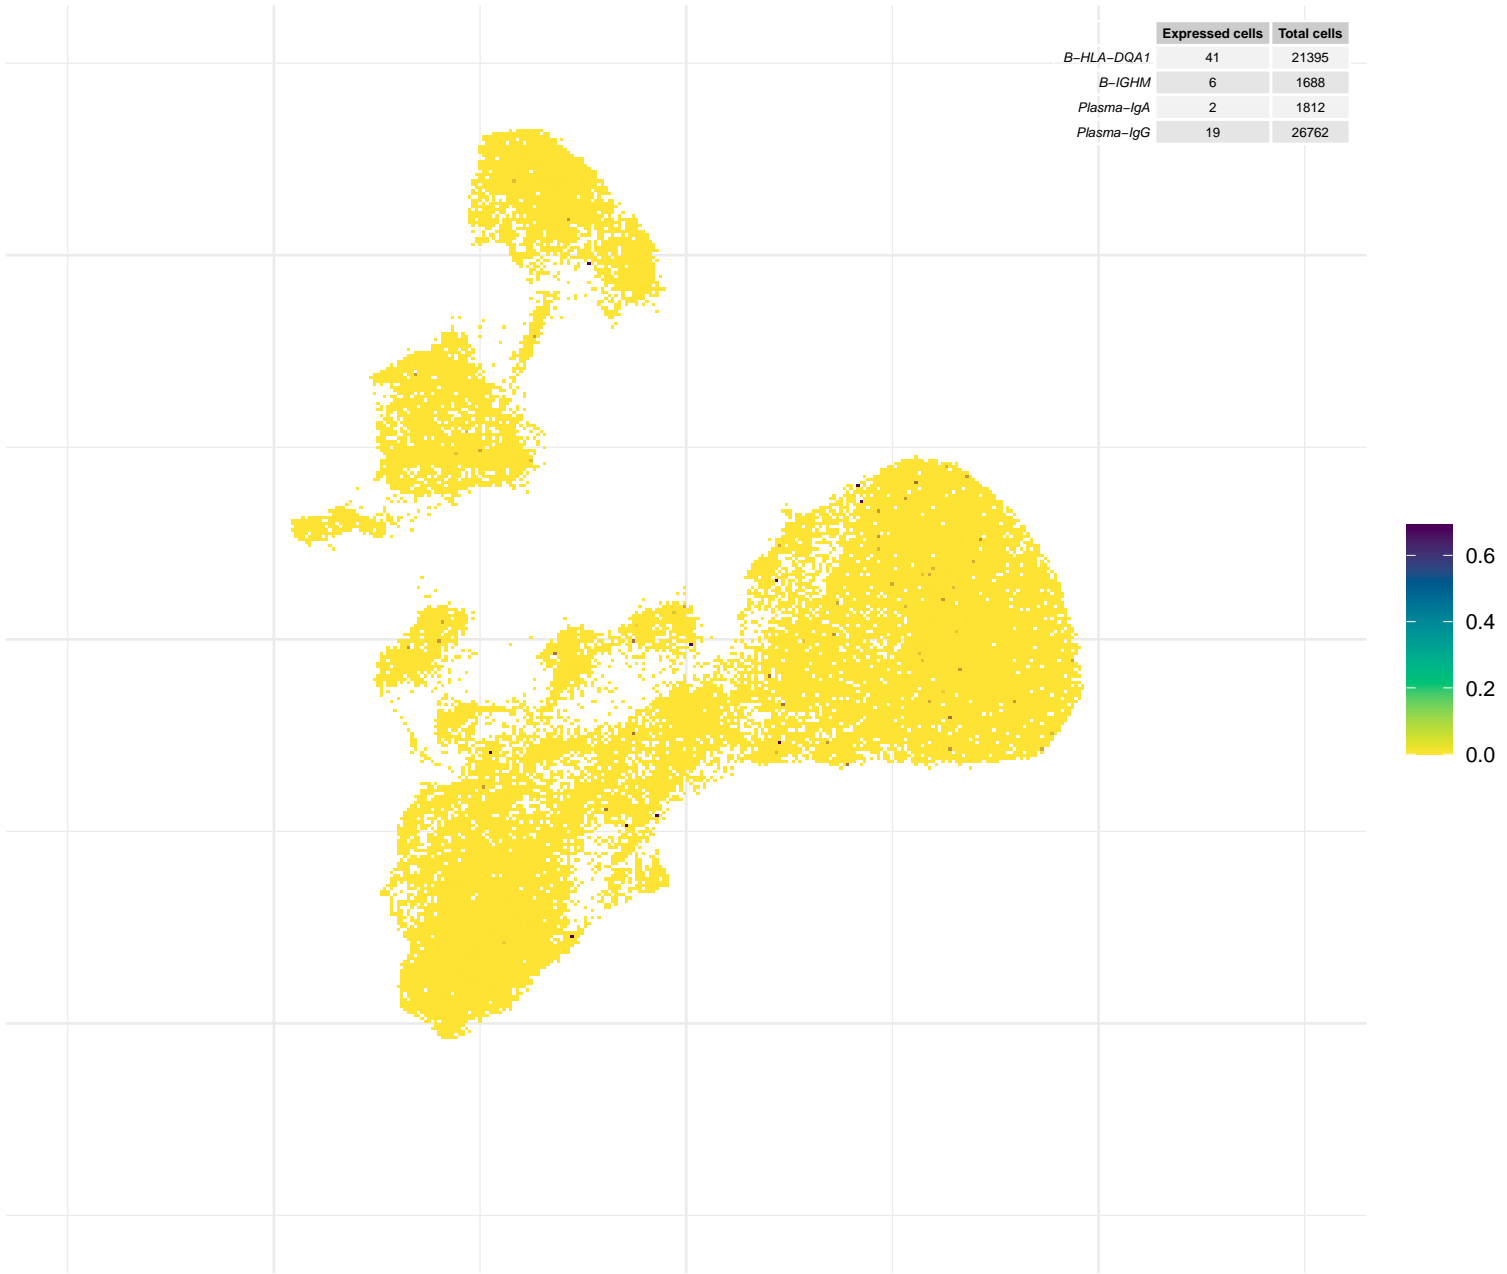 Expressed cells Total cells
B−HLA−DQA1 41 21395
B−IGHM 6 1688
Plasma−IgA 2 1812
Plasma−IgG 19 26762
0.6
0.4
0.2
0.0